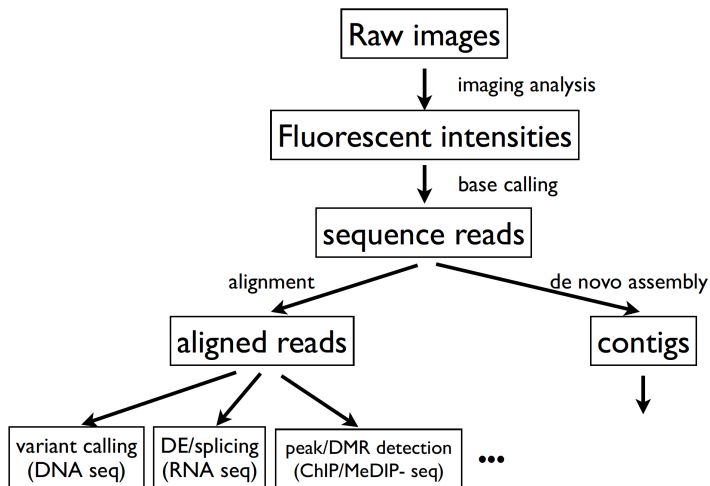 Raw images
imaging analysis
Fluorescent intensities
base calling
sequence reads
alignment
de novo assembly
aligned reads
contigs
variant calling
(DNA seq)
DE/splicing
(RNA seq)
peak/DMR detection
(ChIP/MeDIP- seq)
...